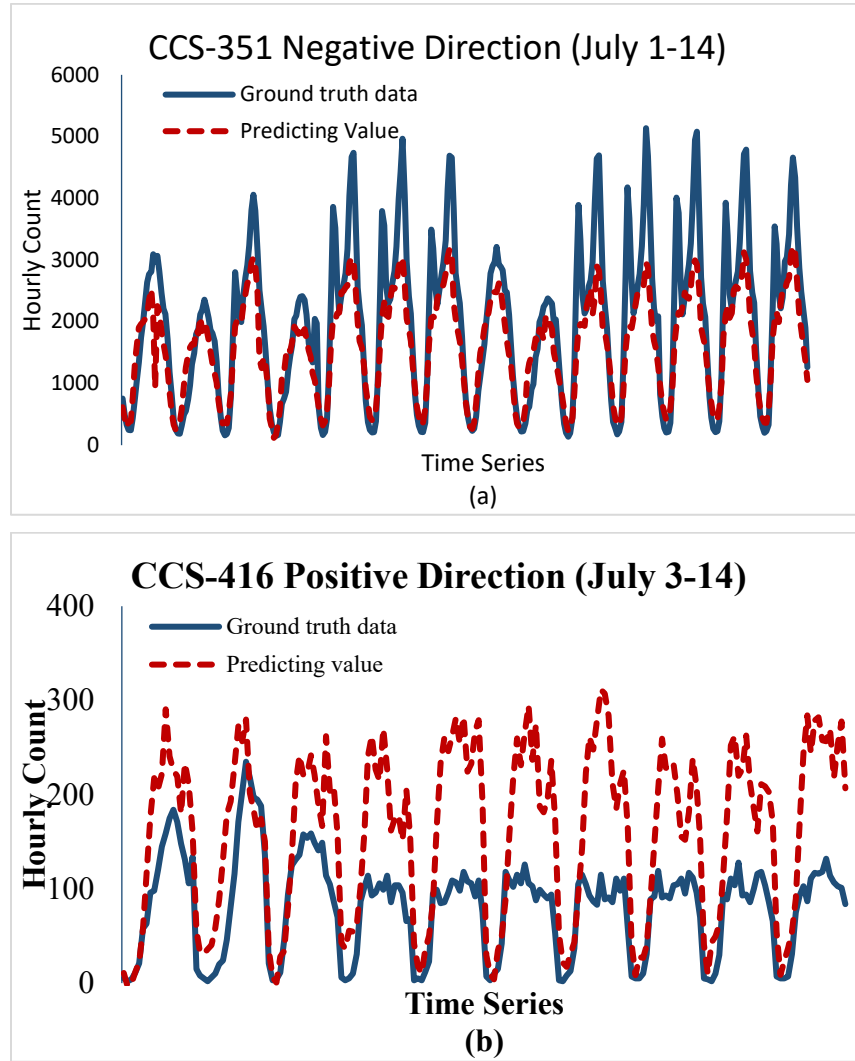 CCS-351 Negative Direction (July 1-14)
6000
Ground truth data
5000
Predicting Value
4000
3000
2000
1000
0
Hourly Count
Time Series
(a)
CCS-416 Positive Direction (July 3-14)
400
Ground truth data
Predicting value
300
200
100
0
Hourly Count
Time Series
(b)